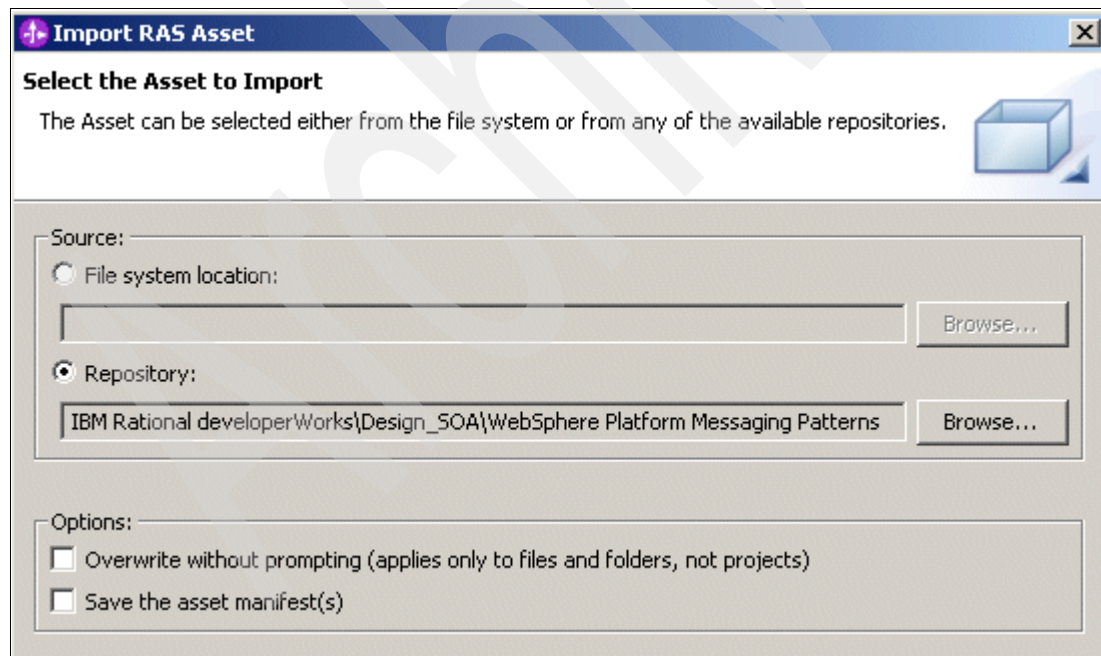 Import RAS Asset
Select the Asset to Import
The Asset can be selected either from the file system or from any of the available repositories.
Source:
File system location:
Browse...
Repository:
IBM Rational developerWorks\Design_SOA\WebSphere Platform Messaging Patterns
Browse...
Options:
Overwrite without prompting (applies only to files and folders, not projects)
Save the asset manifest(s)